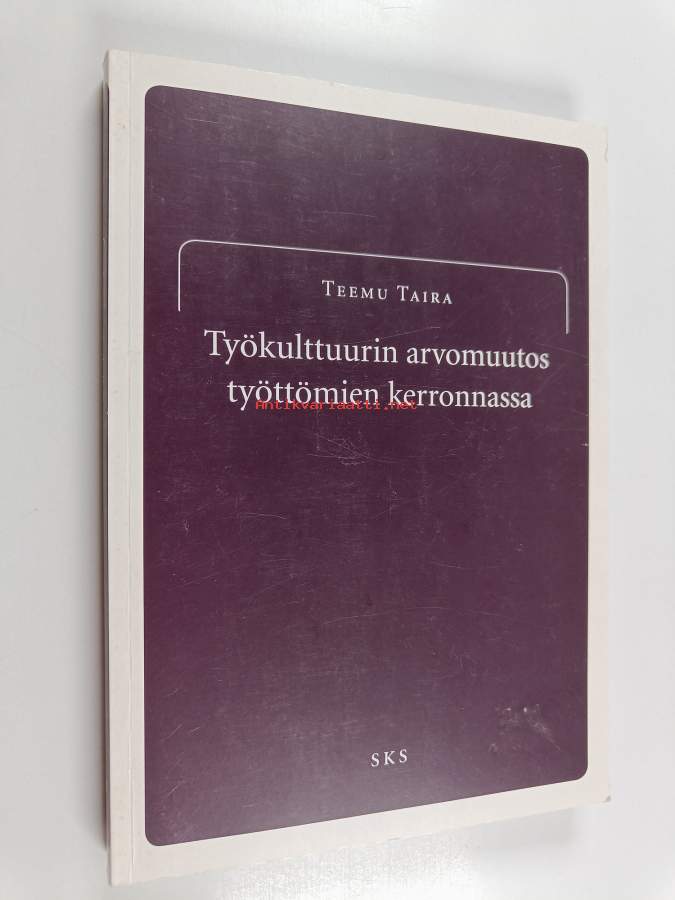 Teemu Taira
Työkulttuurin arvomuutos
työttömien kerronnassa
Antikvariaatti.net
SKS